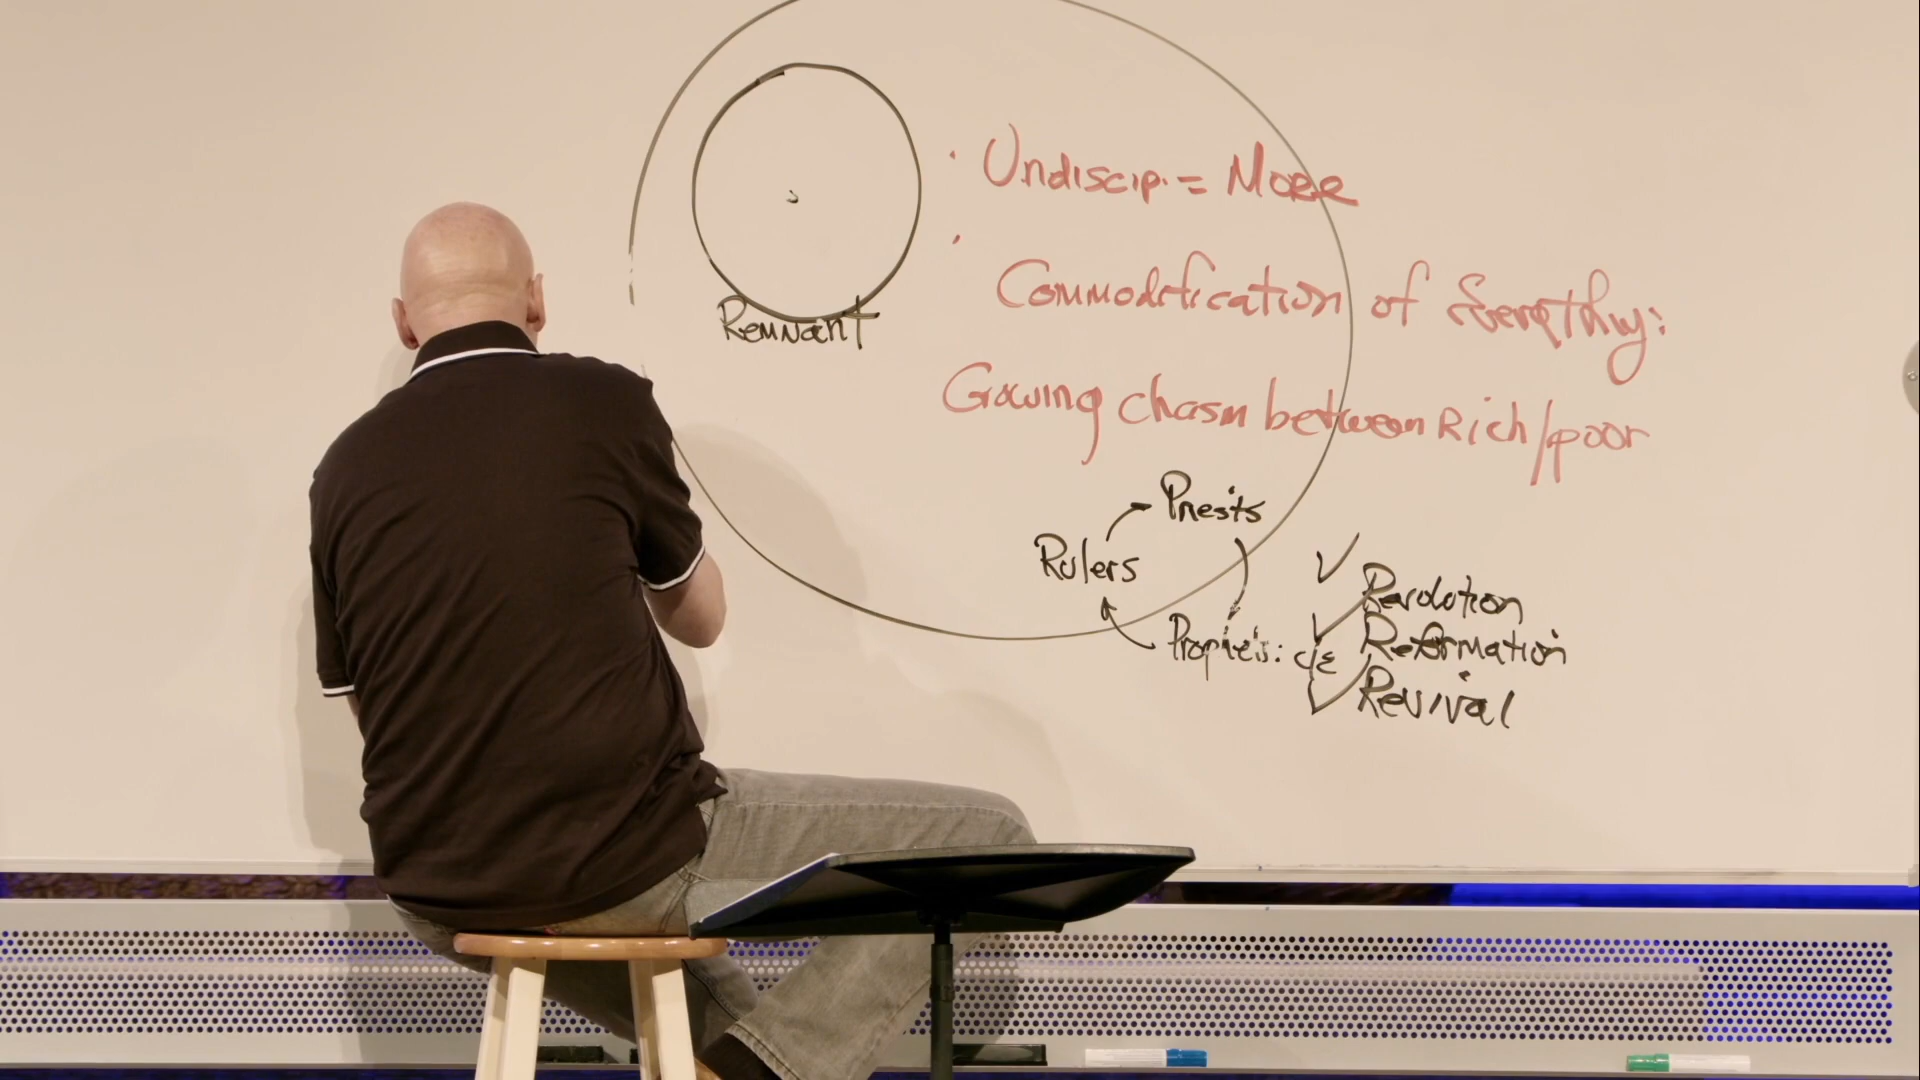 · Undiscip. = More
· Commodification of Everything:
Growing chasm between Rich/poor
Remnant
Priests
Rulers
Prophets:
✓ Revolution
✓ Reformation
✓ Revival